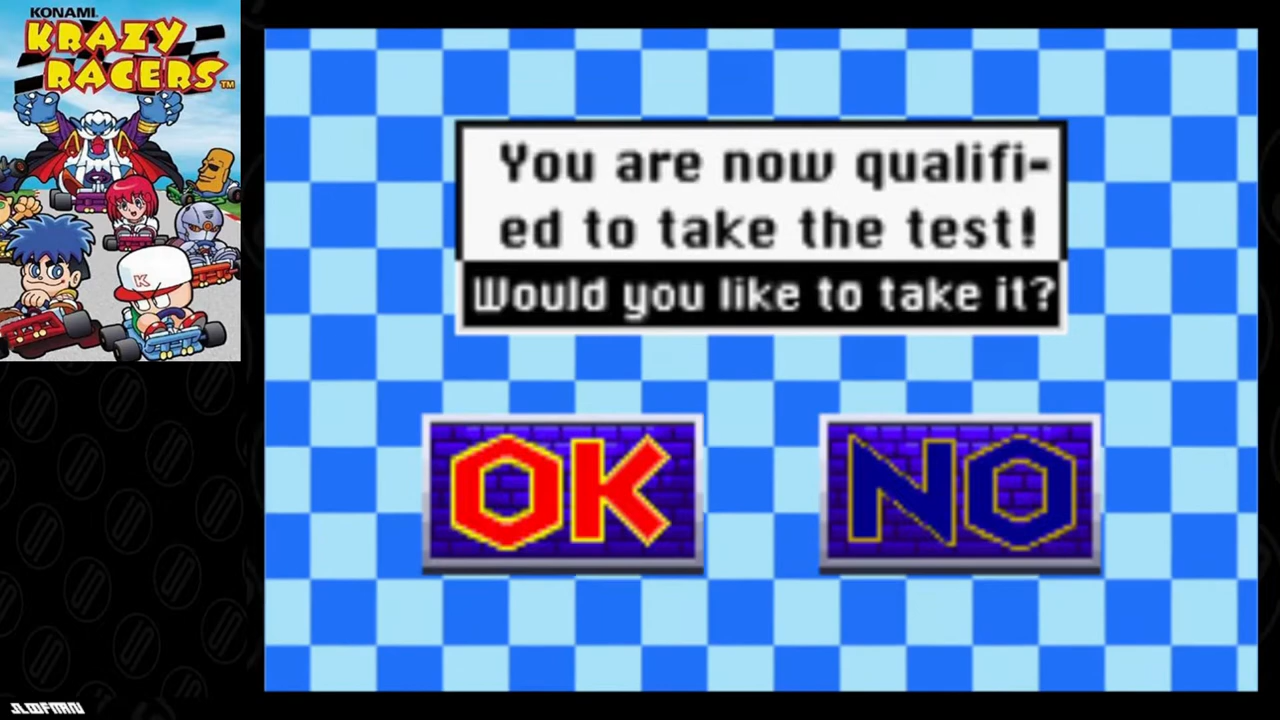 KONAMI
KRAZY
RACERS™
K
You are now qualifi-
ed to take the test!
Would you like to take it?
OK
NO